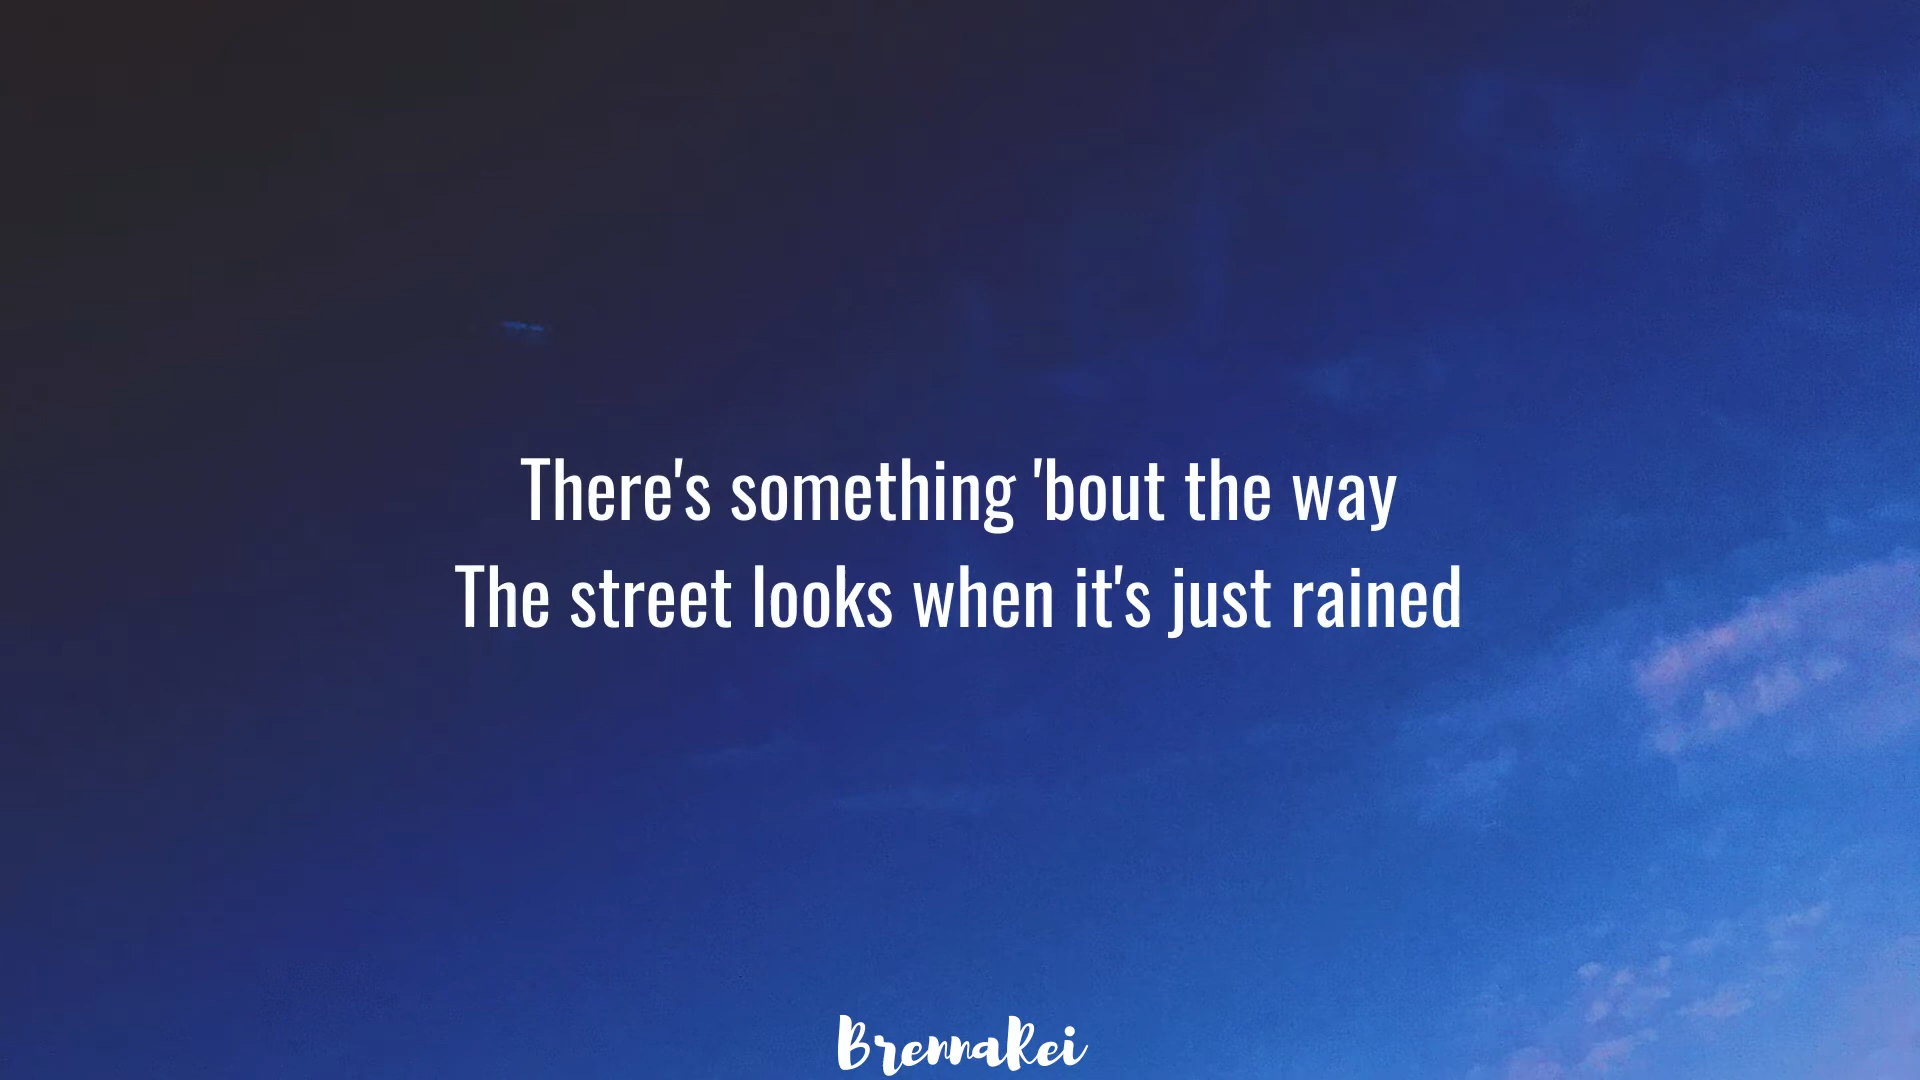 There's something 'bout the way
The street looks when it's just rained
BrennaRei